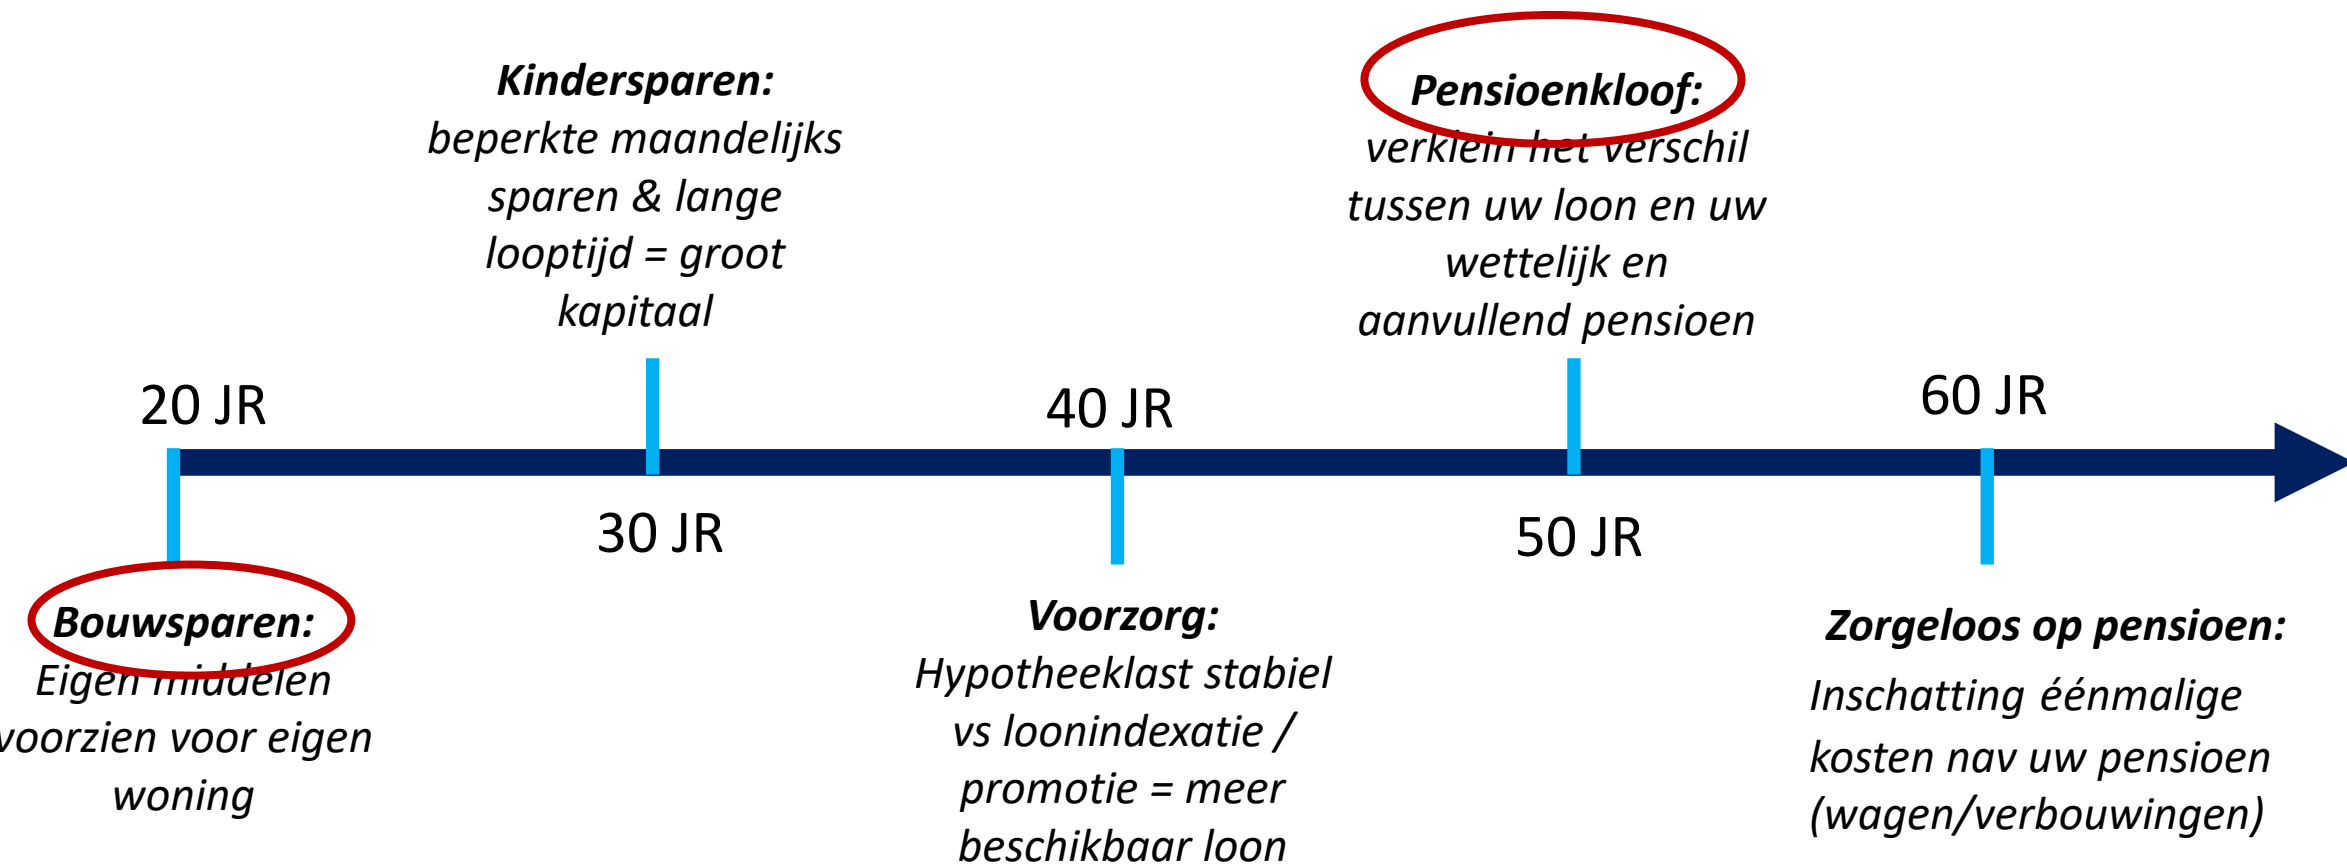 Kindersparen:
beperkte maandelijks
sparen & lange
looptijd = groot
kapitaal
Pensioenkloof:
verklein het verschil
tussen uw loon en uw
wettelijk en
aanvullend pensioen
20 JR
40 JR
60 JR
30 JR
50 JR
Bouwsparen:
Eigen middelen
voorzien voor eigen
woning
Voorzorg:
Hypotheeklast stabiel
vs loonindexatie /
promotie = meer
beschikbaar loon
Zorgeloos op pensioen:
Inschatting éénmalige
kosten nav uw pensioen
(wagen/verbouwingen)